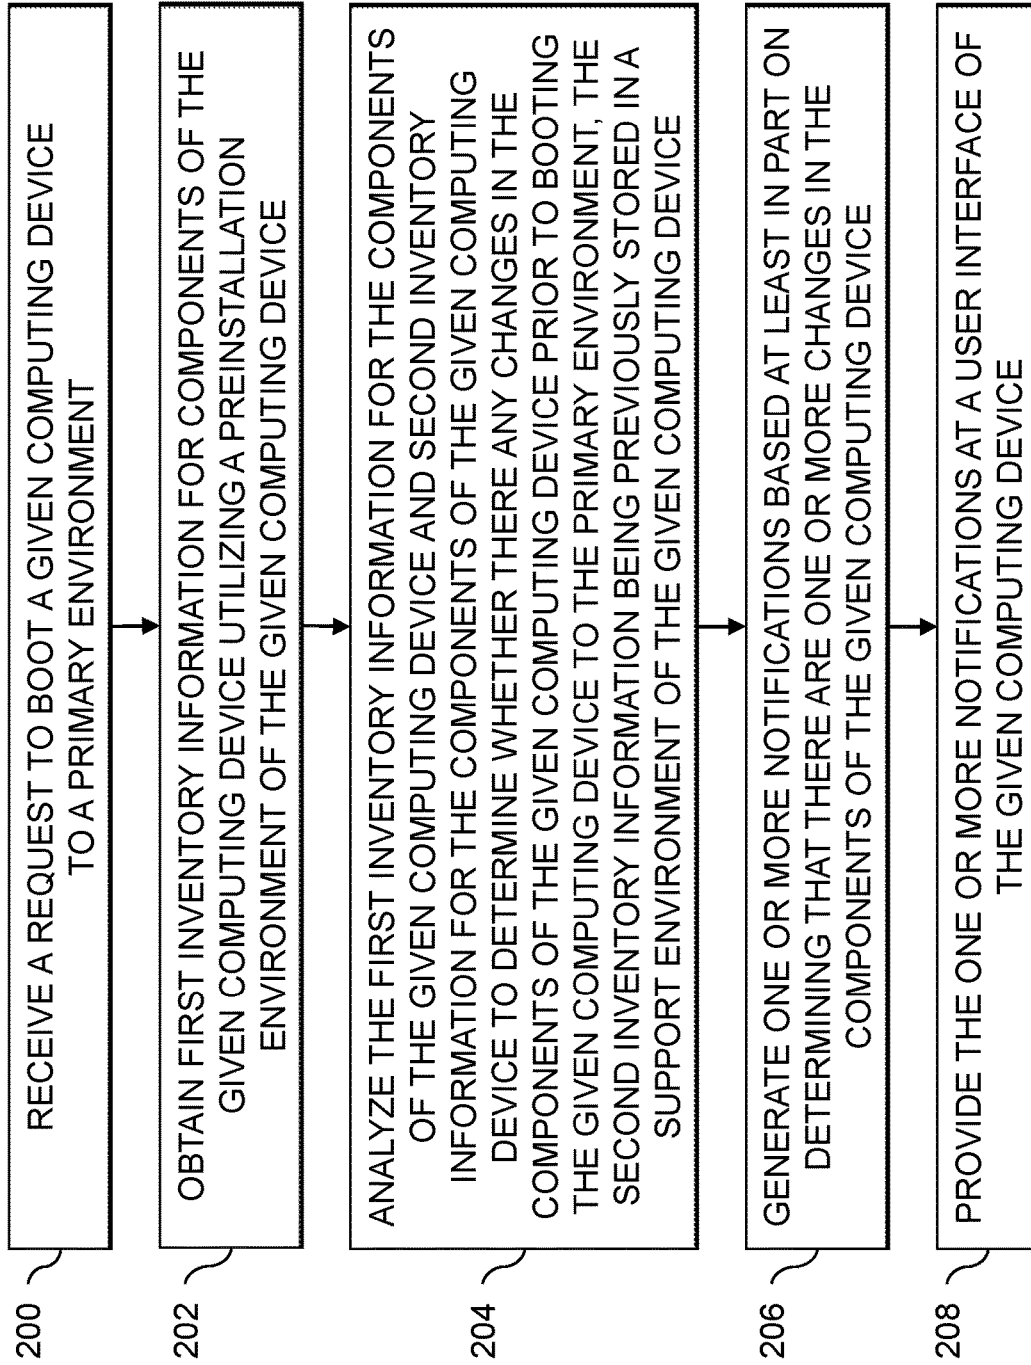 200
RECEIVE A REQUEST TO BOOT A GIVEN COMPUTING DEVICE
TO A PRIMARY ENVIRONMENT
202
OBTAIN FIRST INVENTORY INFORMATION FOR COMPONENTS OF THE
GIVEN COMPUTING DEVICE UTILIZING A PREINSTALLATION
ENVIRONMENT OF THE GIVEN COMPUTING DEVICE
204
ANALYZE THE FIRST INVENTORY INFORMATION FOR THE COMPONENTS
OF THE GIVEN COMPUTING DEVICE AND SECOND INVENTORY
INFORMATION FOR THE COMPONENTS OF THE GIVEN COMPUTING
DEVICE TO DETERMINE WHETHER THERE ANY CHANGES IN THE
COMPONENTS OF THE GIVEN COMPUTING DEVICE PRIOR TO BOOTING
THE GIVEN COMPUTING DEVICE TO THE PRIMARY ENVIRONMENT, THE
SECOND INVENTORY INFORMATION BEING PREVIOUSLY STORED IN A
SUPPORT ENVIRONMENT OF THE GIVEN COMPUTING DEVICE
206
GENERATE ONE OR MORE NOTIFICATIONS BASED AT LEAST IN PART ON
DETERMINING THAT THERE ARE ONE OR MORE CHANGES IN THE
COMPONENTS OF THE GIVEN COMPUTING DEVICE
208
PROVIDE THE ONE OR MORE NOTIFICATIONS AT A USER INTERFACE OF
THE GIVEN COMPUTING DEVICE